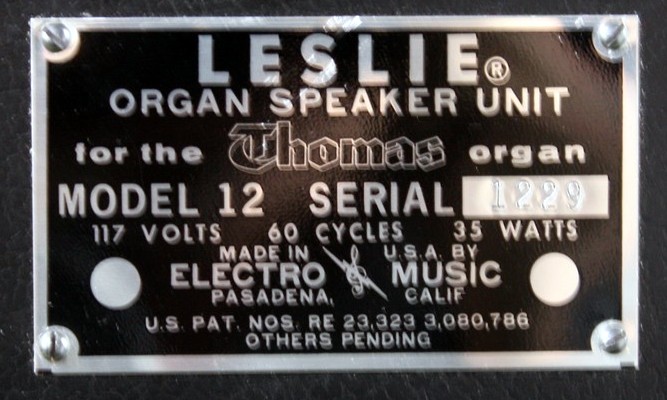 LESLIE®
ORGAN SPEAKER UNIT
for the Thomas organ
MODEL 12 SERIAL 1229
117 VOLTS 60 CYCLES 35 WATTS
MADE IN U.S.A. BY
ELECTRO MUSIC
PASADENA, CALIF
U.S. PAT. NOS. RE 23,323 3,080,786
OTHERS PENDING